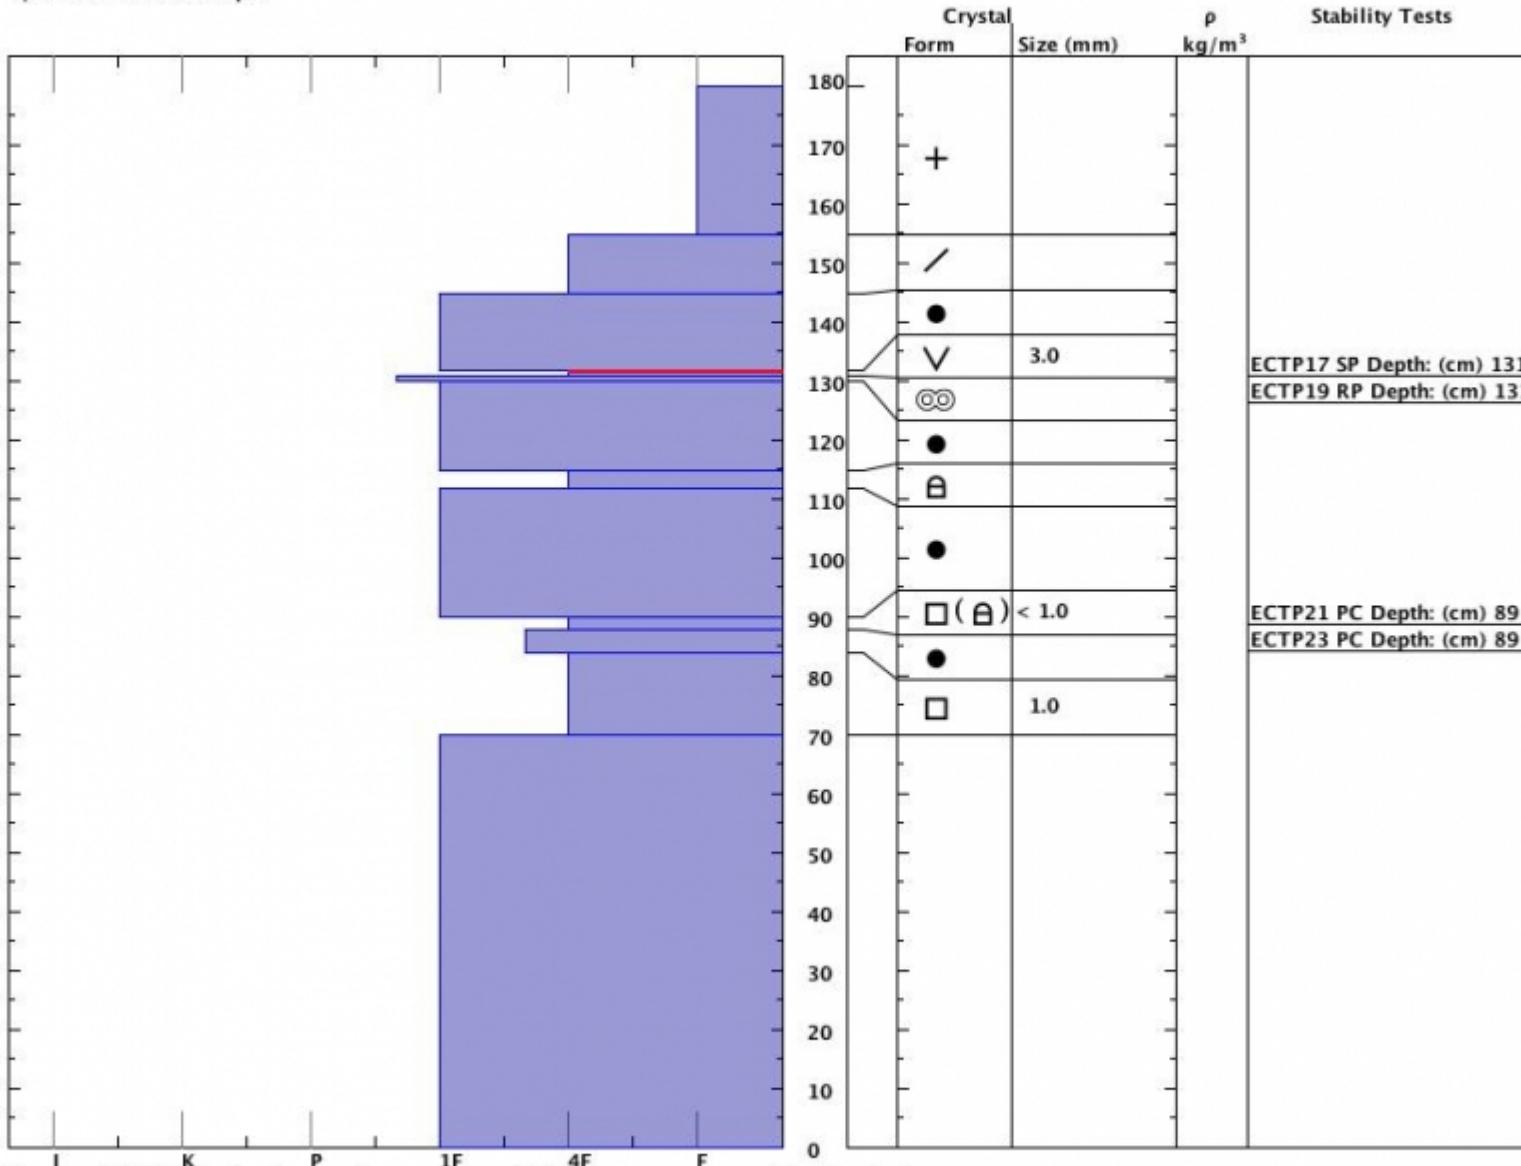 Crystal
ρ
Stability Tests
Form
Size (mm)
kg/m³
180
170
160
150
140
3.0
ECTP17 SP Depth: (cm) 131
130
ECTP19 RP Depth: (cm) 13
120
110
100
( ) < 1.0
90
ECTP21 PC Depth: (cm) 89
ECTP23 PC Depth: (cm) 89
80
1.0
70
60
50
40
30
20
10
0
I K P 1F 4F F